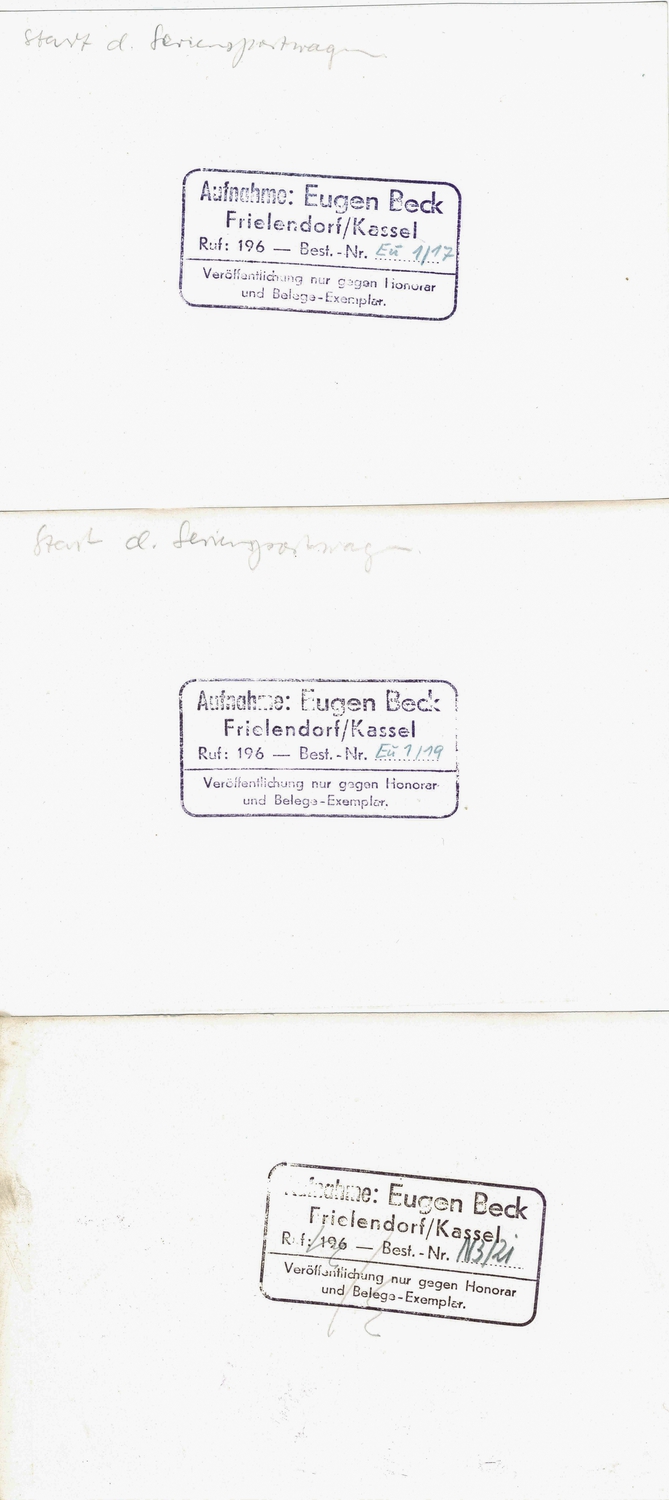 Start d. Seriensportwagen
Aufnahme: Eugen Beck
Frielendorf/Kassel
Ruf: 196 — Best.-Nr. Eü 1/17
Veröffentlichung nur gegen Honorar
und Belege-Exemplar.
Start d. Seriensportwagen
Aufnahme: Eugen Beck
Frielendorf/Kassel
Ruf: 196 — Best.-Nr. Eü 1/19
Veröffentlichung nur gegen Honorar
und Belege-Exemplar.
Aufnahme: Eugen Beck
Frielendorf/Kassel
Ruf: 196 — Best.-Nr.
Veröffentlichung nur gegen Honorar
und Belege-Exemplar.